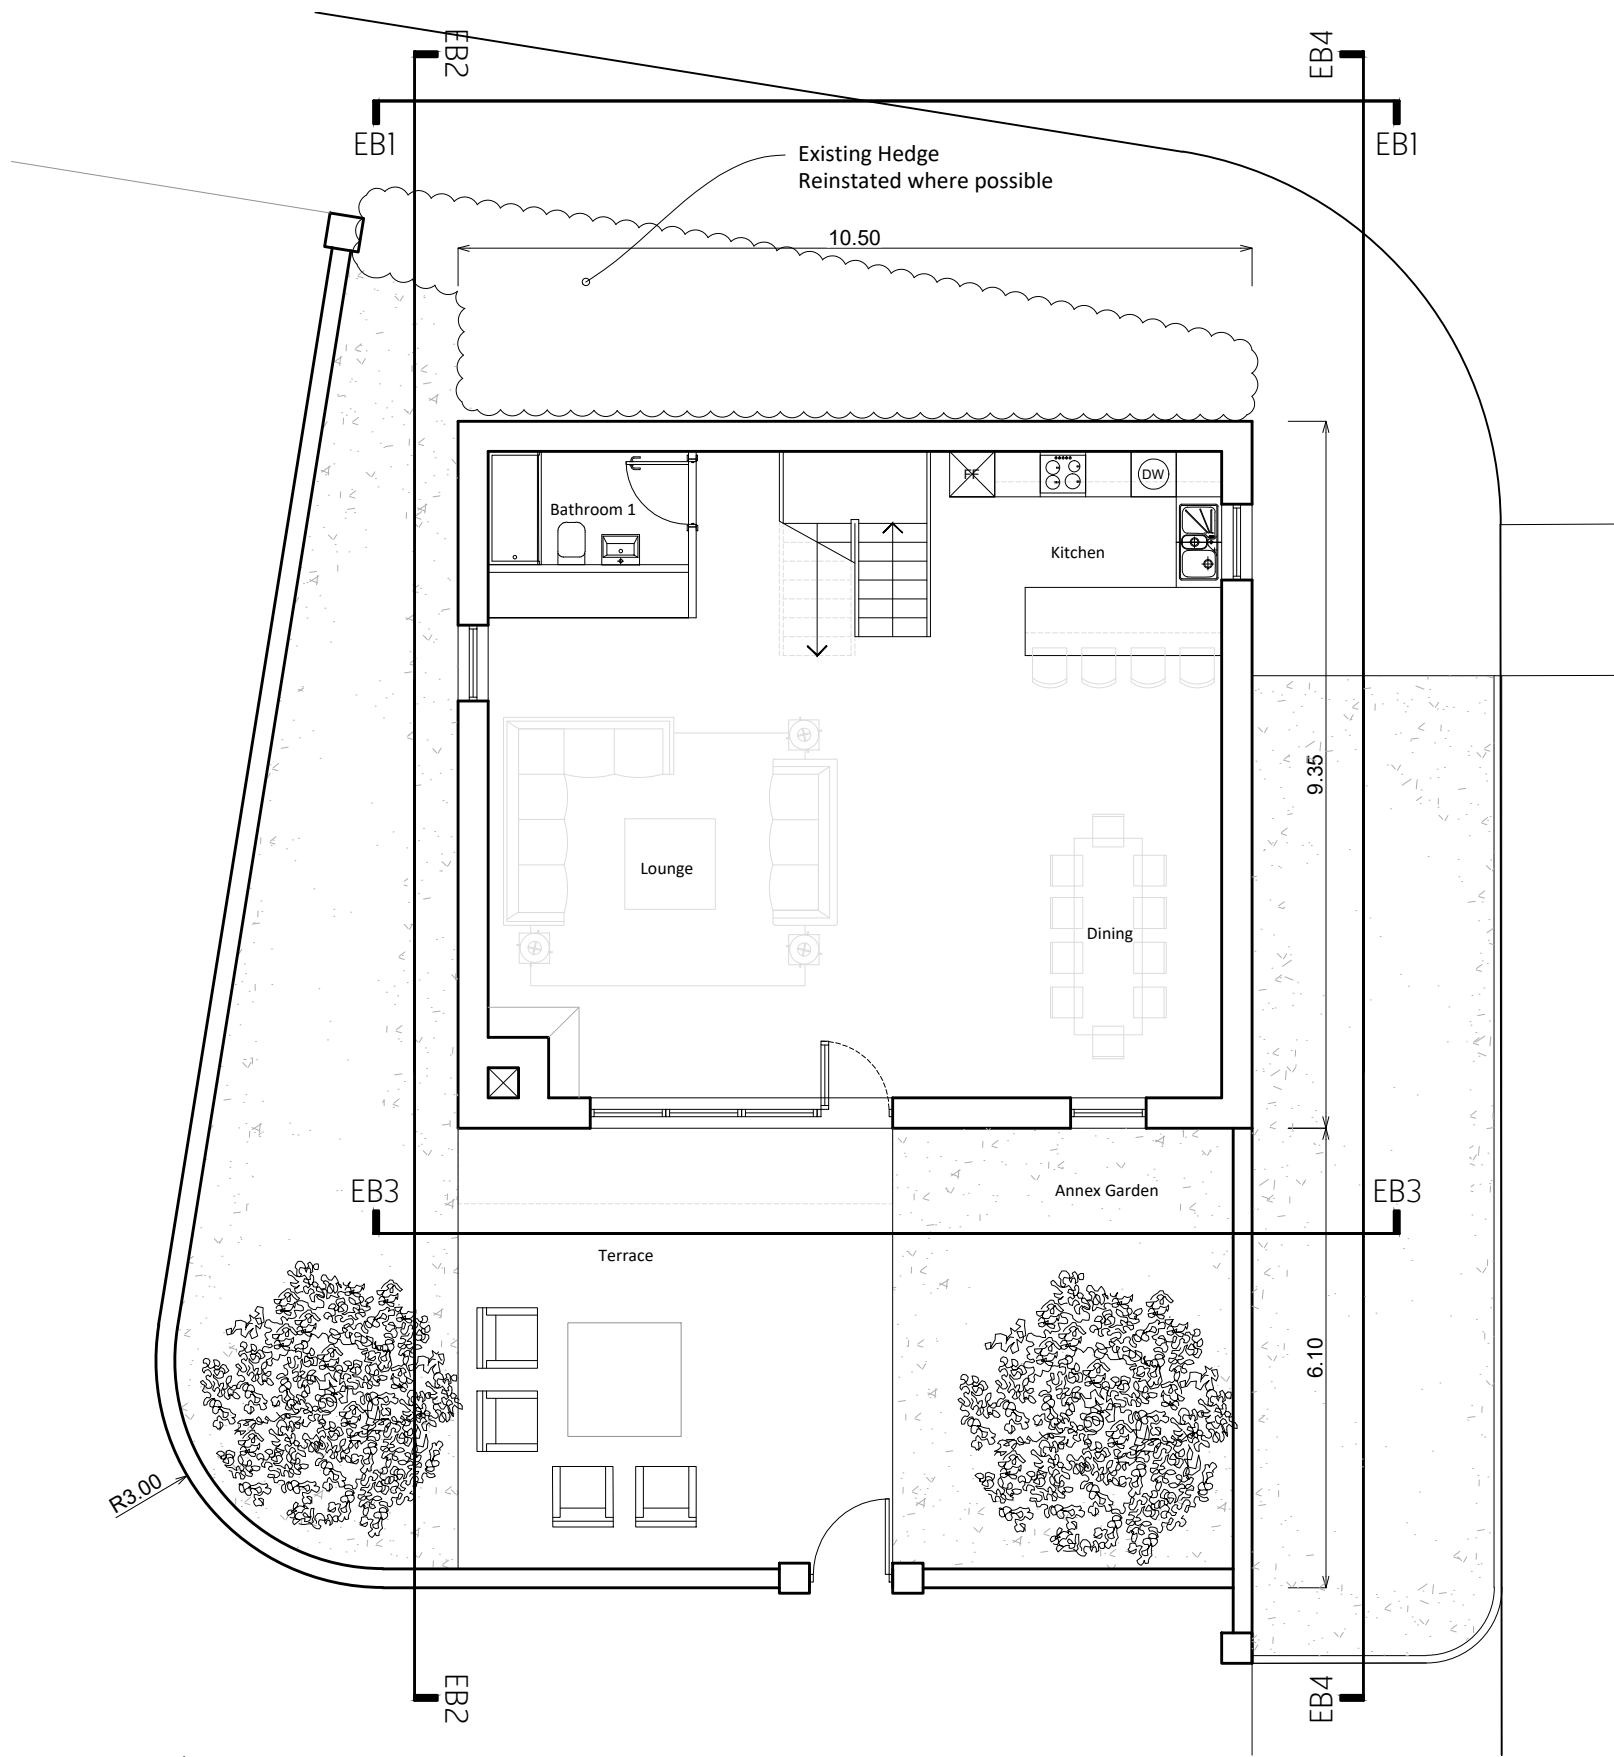 EB2
EB4
EB1
EB1
Existing Hedge
Reinstated where possible
10.50
FF
DW
Bathroom 1
Kitchen
9.35
Lounge
Dining
EB3
Annex Garden
EB3
Terrace
6.10
R3.00
EB2
EB4